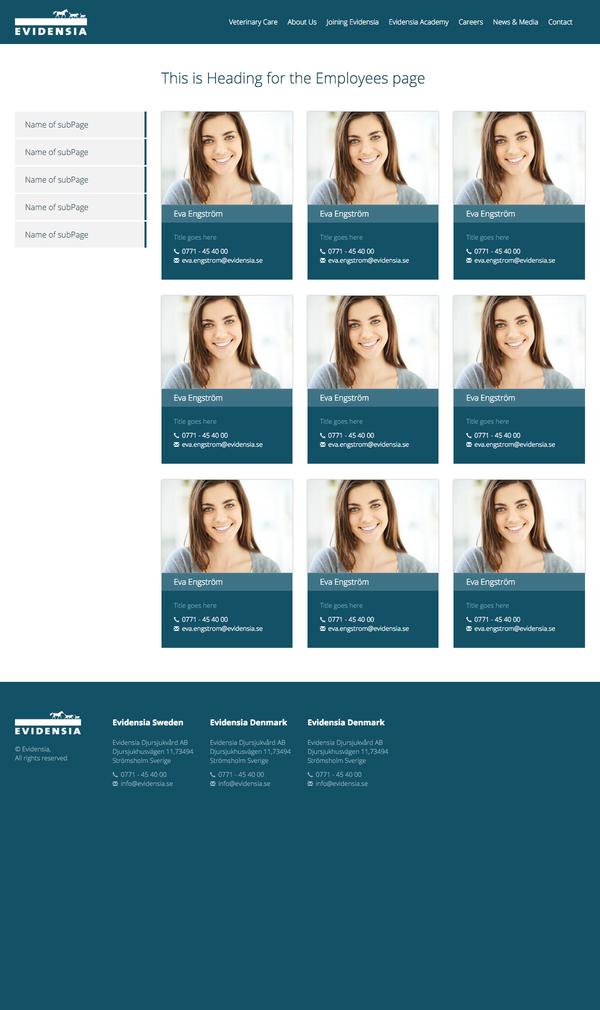 EVIDENSIA
Veterinary Care About Us Joining Evidensia Evidensia Academy Careers News & Media Contact
This is Heading for the Employees page
Name of subPage
Name of subPage
Name of subPage
Name of subPage
Name of subPage
Eva Engström Eva Engström Eva Engström
Title goes here Title goes here Title goes here
0771 - 45 40 00 0771 - 45 40 00 0771 - 45 40 00
eva.engstrom@evidensia.se eva.engstrom@evidensia.se eva.engstrom@evidensia.se
Eva Engström Eva Engström Eva Engström
Title goes here Title goes here Title goes here
0771 - 45 40 00 0771 - 45 40 00 0771 - 45 40 00
eva.engstrom@evidensia.se eva.engstrom@evidensia.se eva.engstrom@evidensia.se
Eva Engström Eva Engström Eva Engström
Title goes here Title goes here Title goes here
0771 - 45 40 00 0771 - 45 40 00 0771 - 45 40 00
eva.engstrom@evidensia.se eva.engstrom@evidensia.se eva.engstrom@evidensia.se
EVIDENSIA
© Evidensia,
All rights reserved
Evidensia Sweden
Evidensia Djursjukvård AB
Djursjukhusvägen 11,73494
Strömsholm Sverige
0771 - 45 40 00
info@evidensia.se
Evidensia Denmark
Evidensia Djursjukvård AB
Djursjukhusvägen 11,73494
Strömsholm Sverige
0771 - 45 40 00
info@evidensia.se
Evidensia Denmark
Evidensia Djursjukvård AB
Djursjukhusvägen 11,73494
Strömsholm Sverige
0771 - 45 40 00
info@evidensia.se